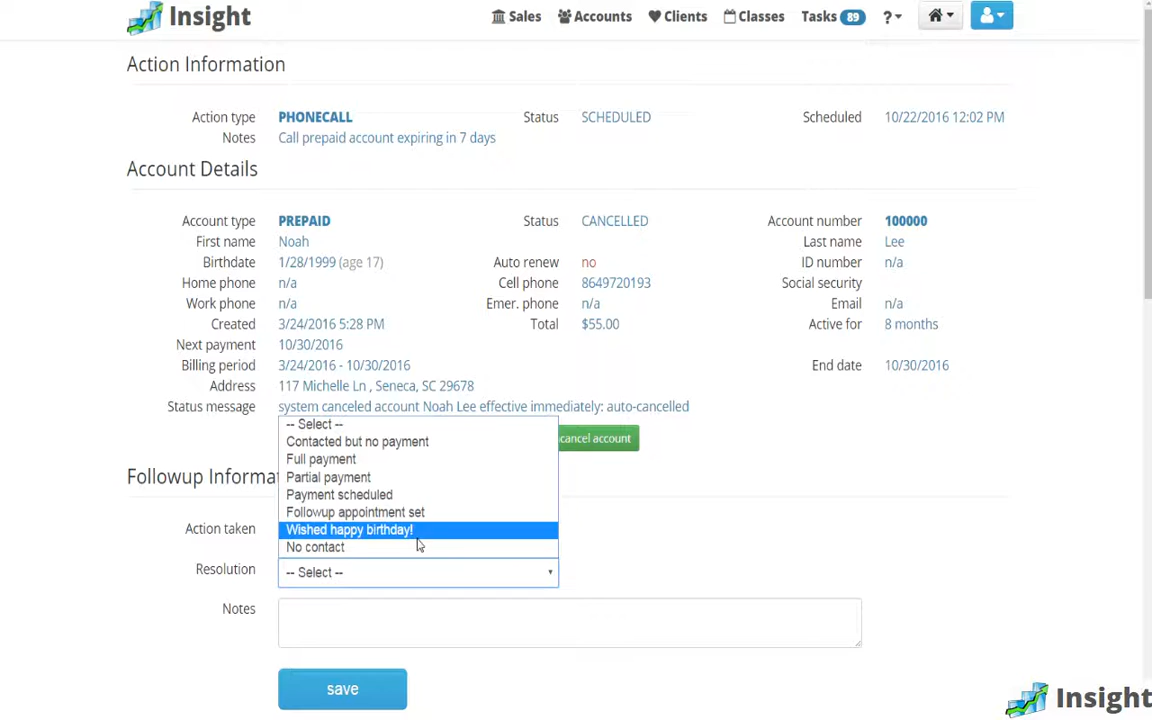 Insight
Sales Accounts Clients Classes Tasks 89 ?
Action Information
Action type PHONECALL Status SCHEDULED Scheduled 10/22/2016 12:02 PM
Notes Call prepaid account expiring in 7 days
Account Details
Account type PREPAID Status CANCELLED Account number 100000
First name Noah Last name Lee
Birthdate 1/28/1999 (age 17) Auto renew no ID number n/a
Home phone n/a Cell phone 8649720193 Social security
Work phone n/a Emer. phone n/a Email n/a
Created 3/24/2016 5:28 PM Total $55.00 Active for 8 months
Next payment 10/30/2016
Billing period 3/24/2016 - 10/30/2016 End date 10/30/2016
Address 117 Michelle Ln , Seneca, SC 29678
Status message system canceled account Noah Lee effective immediately: auto-cancelled
-- Select --
Contacted but no payment cancel account
Full payment
Followup Informa Partial payment
Payment scheduled
Followup appointment set
Action taken Wished happy birthday!
No contact
Resolution -- Select --
Notes
save
Insight